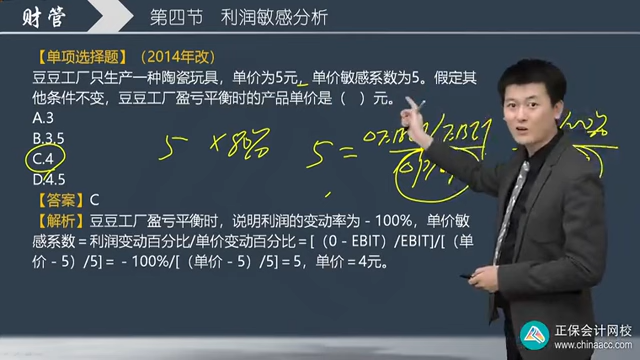 财管
第四节 利润敏感分析
【单项选择题】（2014年改）
豆豆工厂只生产一种陶瓷玩具，单价为5元，单价敏感系数为5。假定其
他条件不变，豆豆工厂盈亏平衡时的产品单价是（ ）元。
A.3
B.3.5
C.4
D.4.5
5 ×80%
5 =
【答案】C
【解析】豆豆工厂盈亏平衡时，说明利润的变动率为－100%，单价敏
感系数＝利润变动百分比/单价变动百分比＝[（0－EBIT）/EBIT]/[（单
价－5）/5]＝－100%/[（单价－5）/5]＝5，单价＝4元。
正保会计网校
www.chinaacc.com